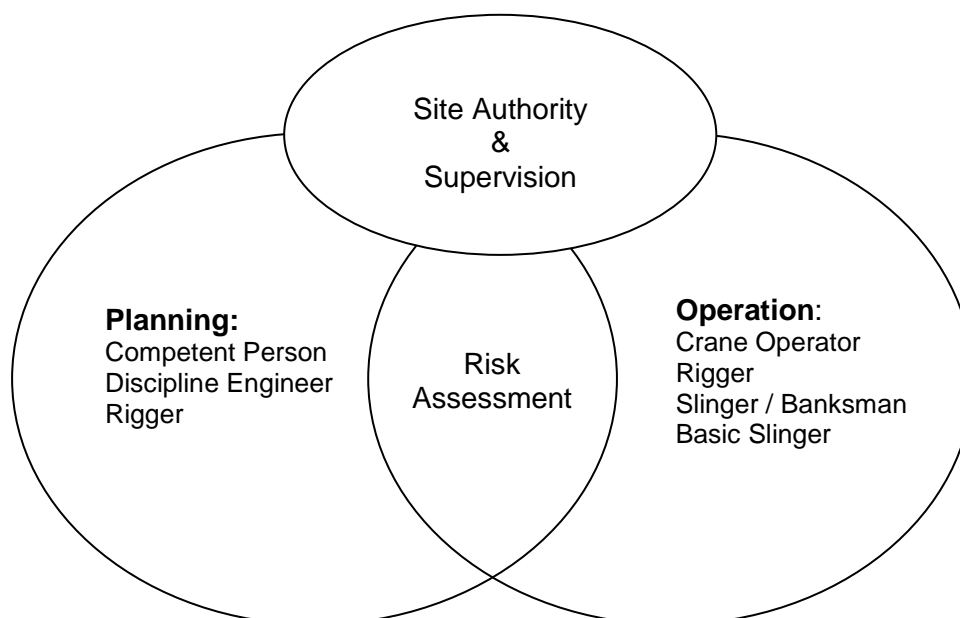 Site Authority
&
Supervision
Planning:
Competent Person
Discipline Engineer
Rigger
Risk
Assessment
Operation:
Crane Operator
Rigger
Slinger / Banksman
Basic Slinger